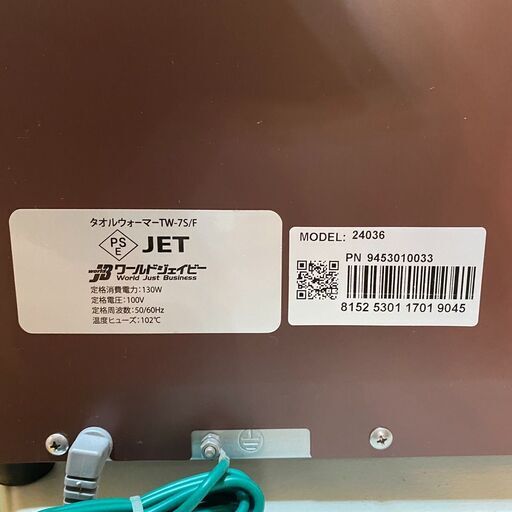 タオルウォーマーTW-7S/F
PS
E
JET
WORLD
JB ワールドジェイビー
World Just Business
定格消費電力:130W
定格電圧:100V
定格周波数:50/60Hz
温度ヒューズ:102℃
MODEL: 24036
PN 9453010033
8152 5301 1701 9045